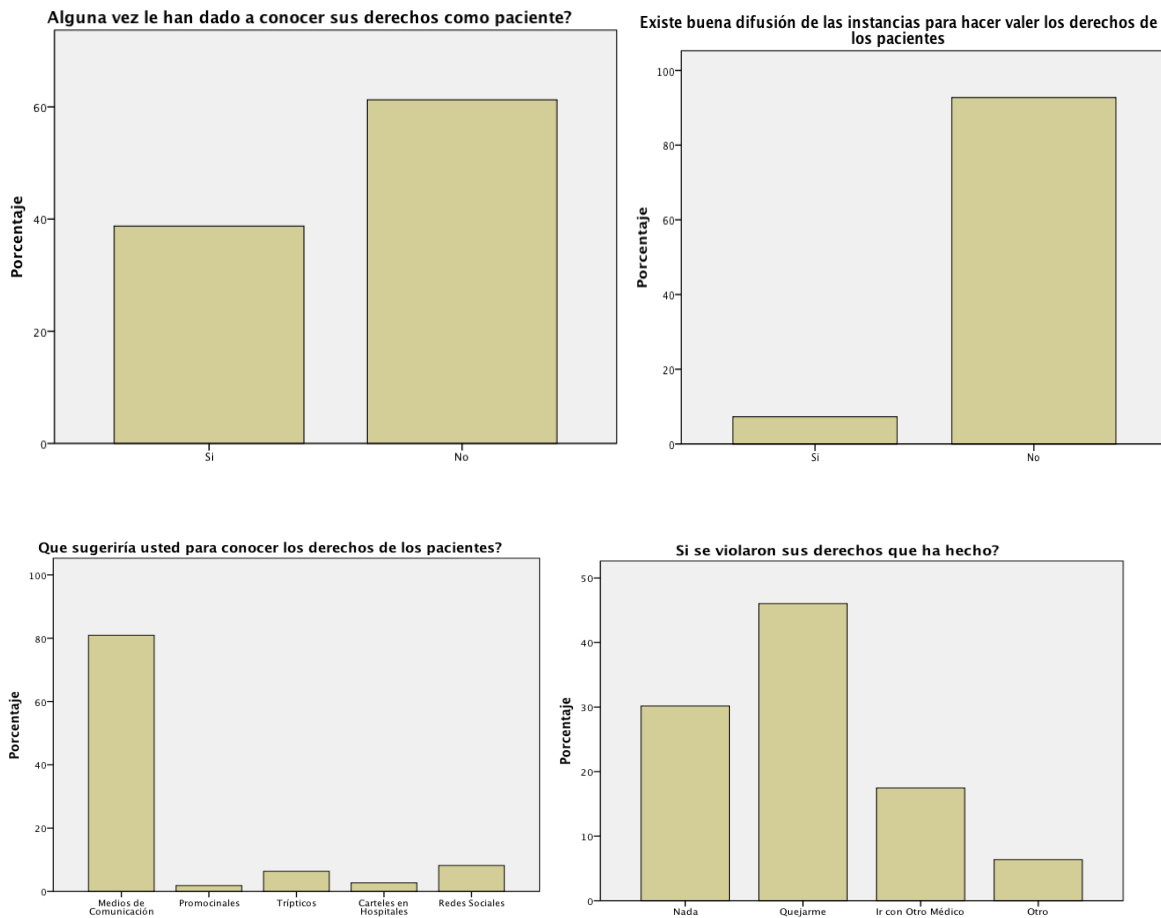 Alguna vez le han dado a conocer sus derechos como paciente?
Porcentaje
60
40
20
0
Si
No
Existe buena difusión de las instancias para hacer valer los derechos de
los pacientes
Porcentaje
100
80
60
40
20
0
Si
No
Que sugeriría usted para conocer los derechos de los pacientes?
Porcentaje
100
80
60
40
20
0
Medios de
Comunicación
Promocinales
Trípticos
Carteles en
Hospitales
Redes Sociales
Si se violaron sus derechos que ha hecho?
Porcentaje
50
40
30
20
10
0
Nada
Quejarme
Ir con Otro Médico
Otro